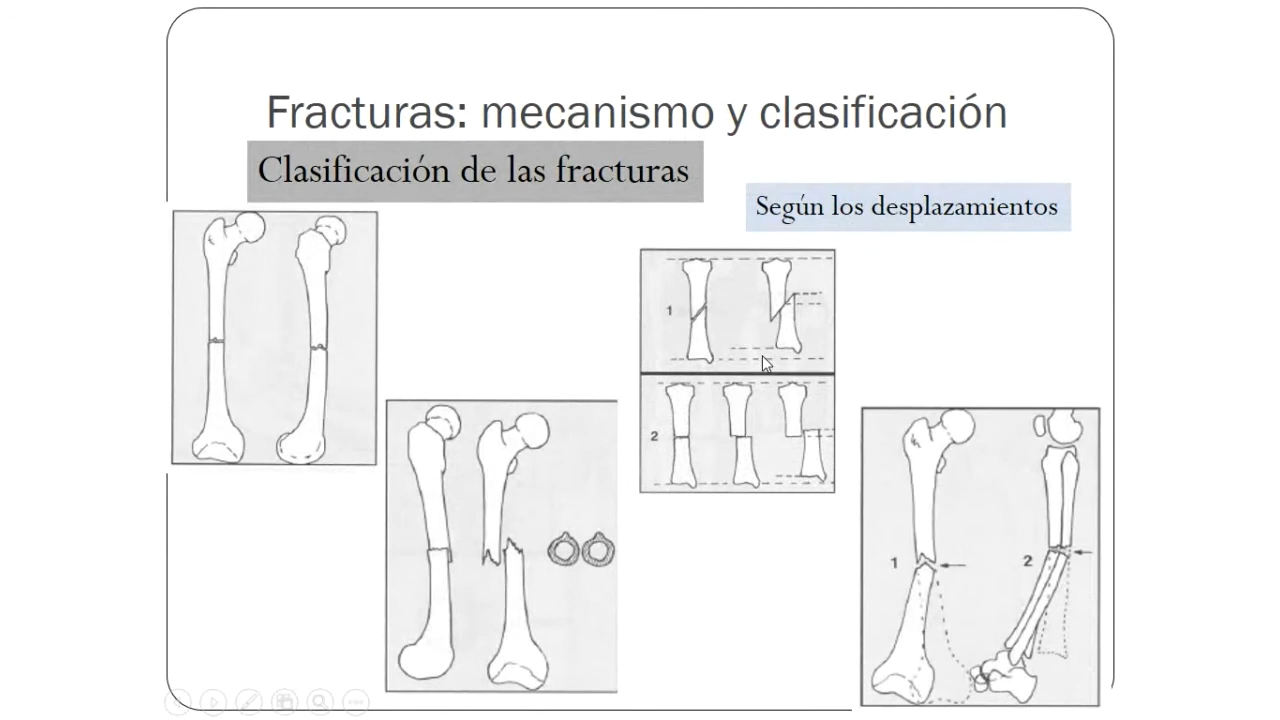 Fracturas: mecanismo y clasificación
Clasificación de las fracturas
Según los desplazamientos
1
2
1
2